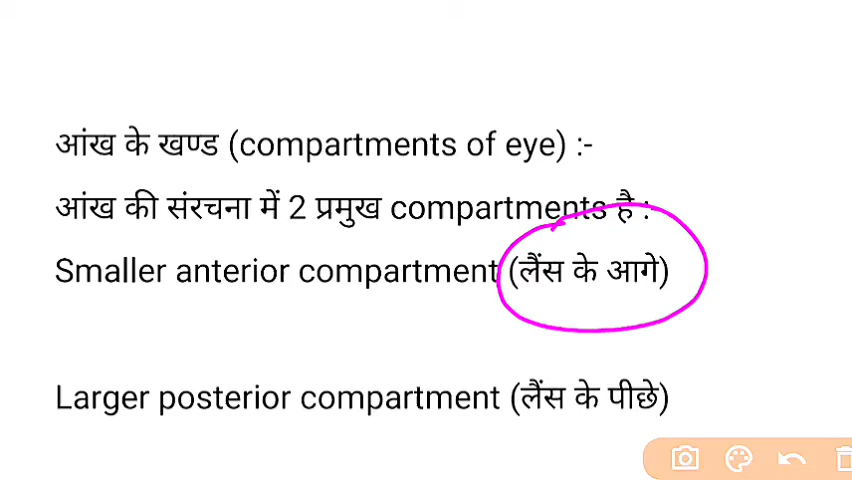 आंख के खण्ड (compartments of eye) :-
आंख की संरचना में 2 प्रमुख compartments है :
Smaller anterior compartment (लैंस के आगे)
Larger posterior compartment (लैंस के पीछे)